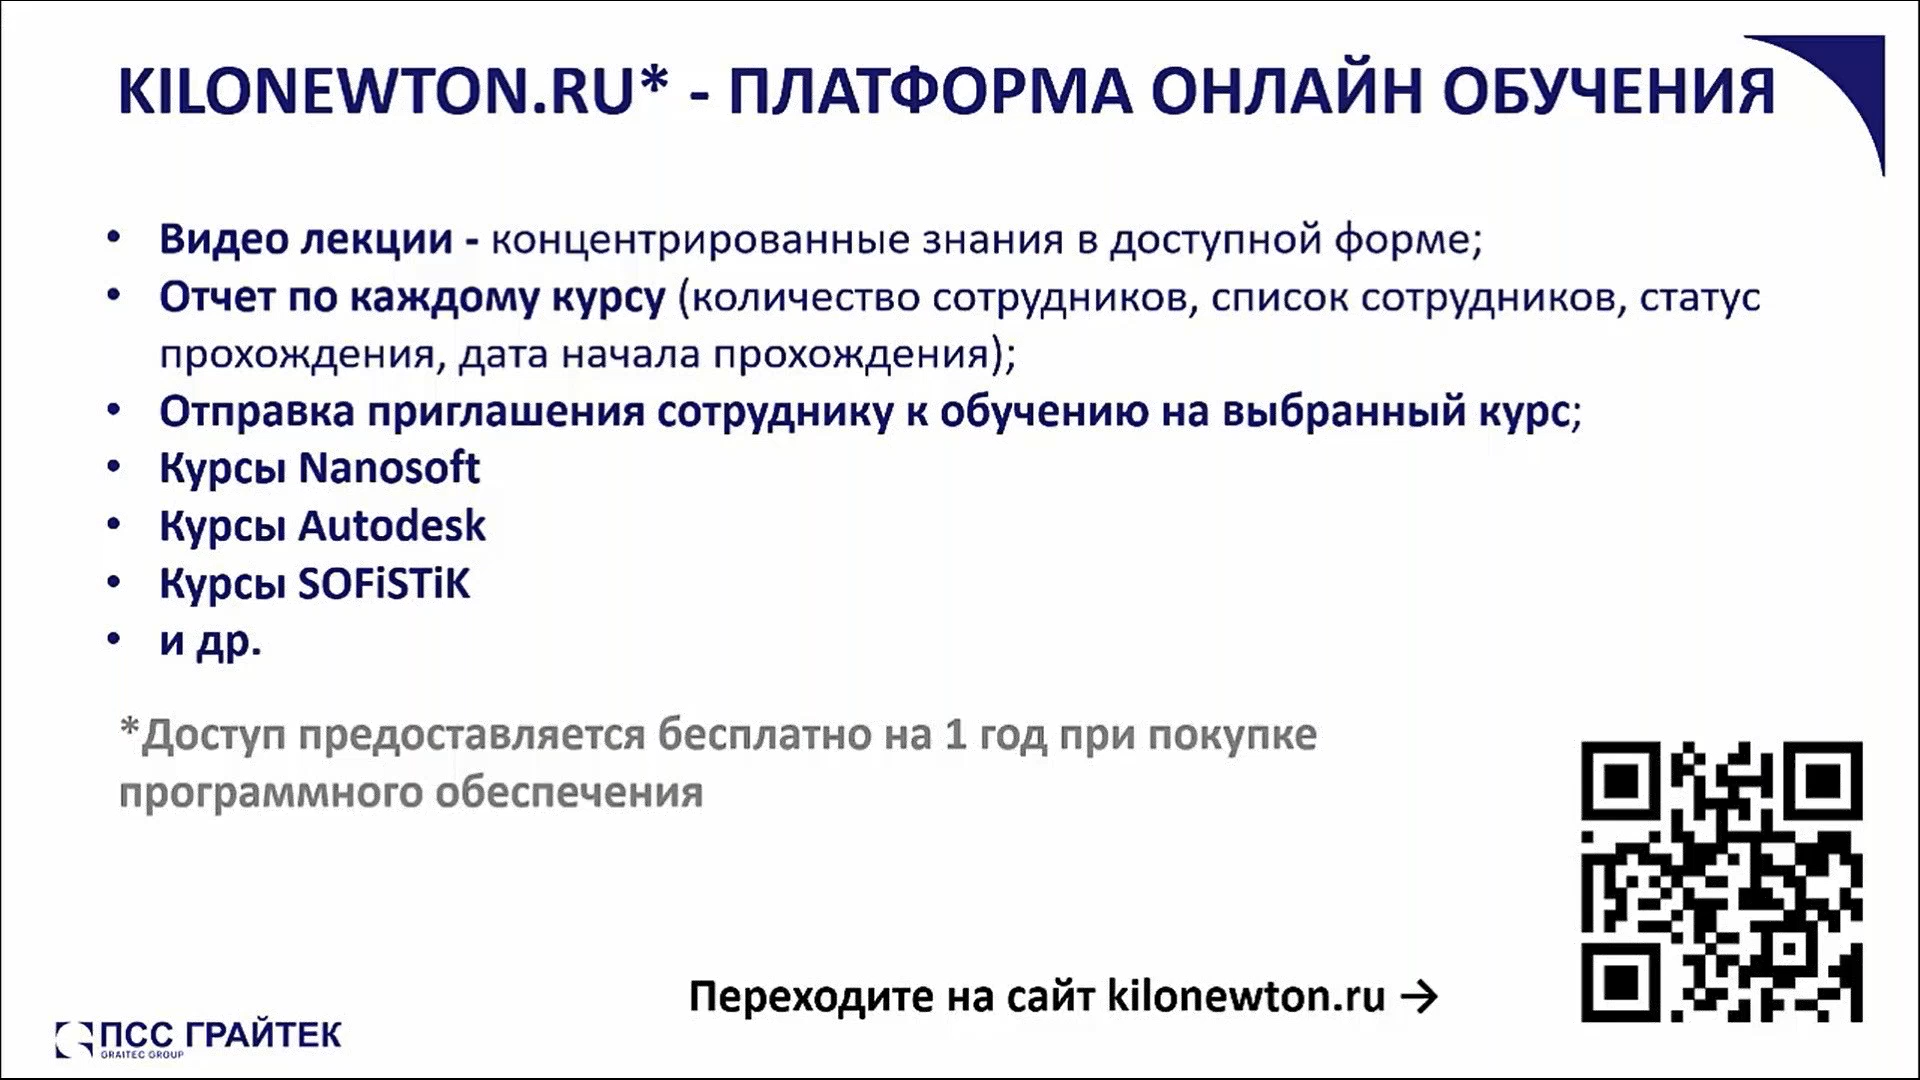 KILONEWTON.RU* - ПЛАТФОРМА ОНЛАЙН ОБУЧЕНИЯ
• Видео лекции - концентрированные знания в доступной форме;
• Отчет по каждому курсу (количество сотрудников, список сотрудников, статус
прохождения, дата начала прохождения);
• Отправка приглашения сотруднику к обучению на выбранный курс;
• Курсы Nanosoft
• Курсы Autodesk
• Курсы SOFiSTiK
• и др.
*Доступ предоставляется бесплатно на 1 год при покупке
программного обеспечения
Переходите на сайт kilonewton.ru →
ПСС ГРАЙТЕК
GRAITEC GROUP